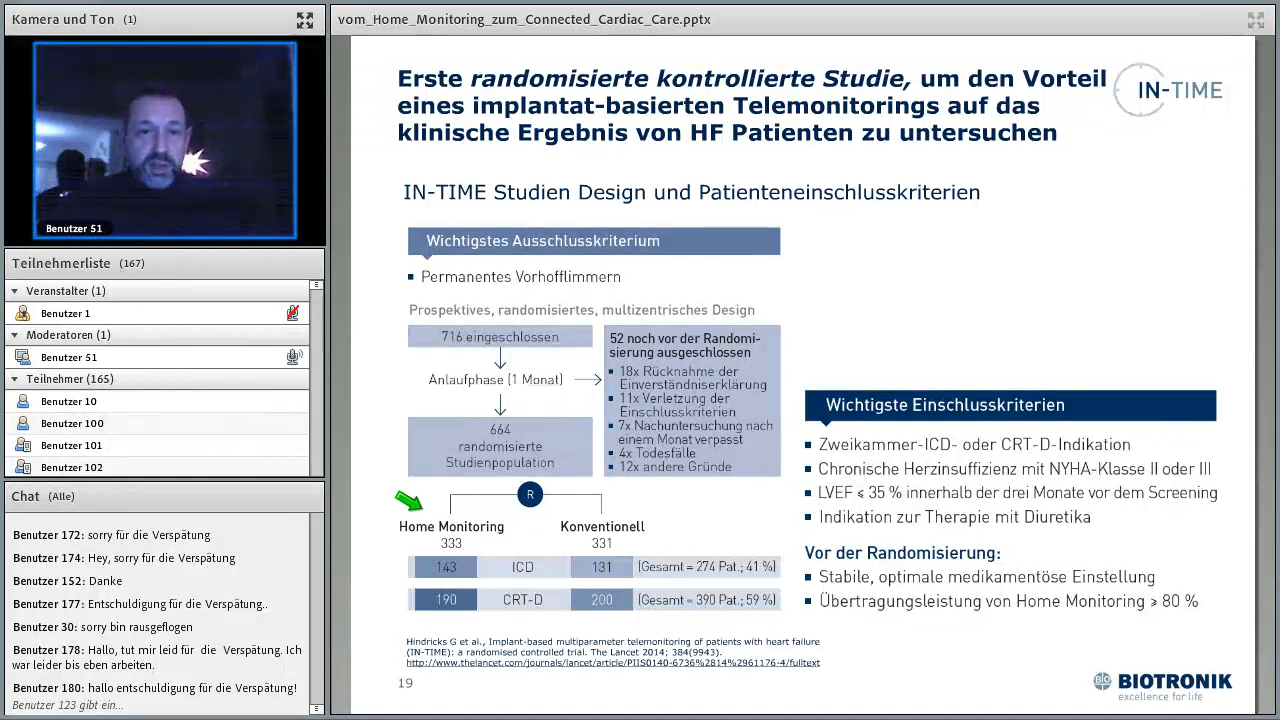 Kamera und Ton (1)
Benutzer 51
Teilnehmerliste (167)
Veranstalter (1)
Benutzer 1
Moderatoren (1)
Benutzer 51
Teilnehmer (165)
Benutzer 10
Benutzer 100
Benutzer 101
Benutzer 102
Chat (Alle)
Benutzer 172: sorry für die Verspätung
Benutzer 174: Hey, sorry für die Verspätung
Benutzer 152: Danke
Benutzer 177: Entschuldigung für die Verspätung..
Benutzer 30: sorry bin rausgeflogen
Benutzer 178: Hallo, tut mir leid für die Verspätung. Ich
war leider bis eben arbeiten.
Benutzer 180: hallo entschuldigung für die Verspätung!
Benutzer 123 gibt ein...
vom_Home_Monitoring_zum_Connected_Cardiac_Care.pptx
Erste randomisierte kontrollierte Studie, um den Vorteil
eines implantat-basierten Telemonitorings auf das
klinische Ergebnis von HF Patienten zu untersuchen
IN-TIME
IN-TIME Studien Design und Patienteneinschlusskriterien
Wichtigstes Ausschlusskriterium
Permanentes Vorhofflimmern
Prospektives, randomisiertes, multizentrisches Design
716 eingeschlossen
Anlaufphase (1 Monat)
664
randomisierte
Studienpopulation
52 noch vor der Randomi-
sierung ausgeschlossen
18x Rücknahme der
Einverständniserklärung
11x Verletzung der
Einschlusskriterien
7x Nachuntersuchung nach
einem Monat verpasst
4x Todesfälle
12x andere Gründe
R
Home Monitoring Konventionell
333 331
143 ICD 131 (Gesamt = 274 Pat.; 41 %)
190 CRT-D 200 (Gesamt = 390 Pat.; 59 %)
Wichtigste Einschlusskriterien
Zweikammer-ICD- oder CRT-D-Indikation
Chronische Herzinsuffizienz mit NYHA-Klasse II oder III
LVEF ≤ 35 % innerhalb der drei Monate vor dem Screening
Indikation zur Therapie mit Diuretika
Vor der Randomisierung:
Stabile, optimale medikamentöse Einstellung
Übertragungsleistung von Home Monitoring ≥ 80 %
Hindricks G et al., Implant-based multiparameter telemonitoring of patients with heart failure
(IN-TIME): a randomised controlled trial. The Lancet 2014; 384(9943).
http://www.thelancet.com/journals/lancet/article/PIIS0140-6736%2814%2961176-4/fulltext
19
BIO BIOTRONIK
excellence for life